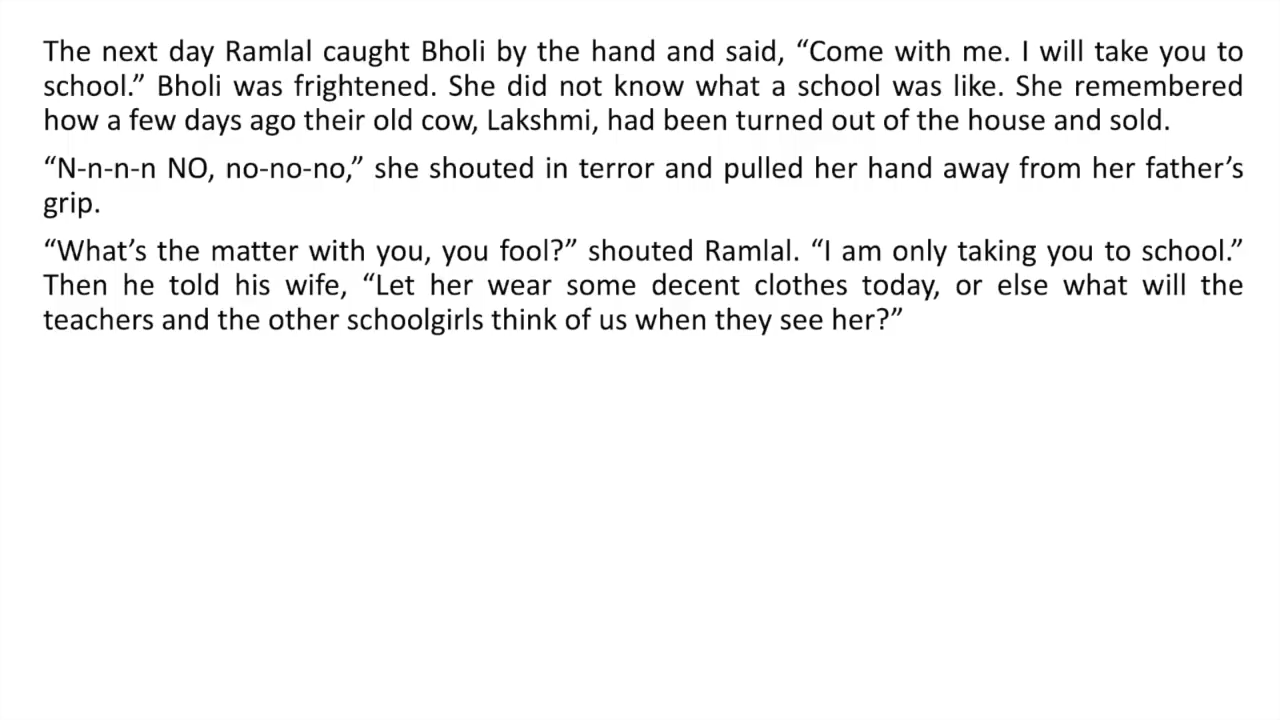 The next day Ramlal caught Bholi by the hand and said, “Come with me. I will take you to
school.” Bholi was frightened. She did not know what a school was like. She remembered
how a few days ago their old cow, Lakshmi, had been turned out of the house and sold.
“N-n-n-n NO, no-no-no,” she shouted in terror and pulled her hand away from her father’s
grip.
“What’s the matter with you, you fool?” shouted Ramlal. “I am only taking you to school.”
Then he told his wife, “Let her wear some decent clothes today, or else what will the
teachers and the other schoolgirls think of us when they see her?”